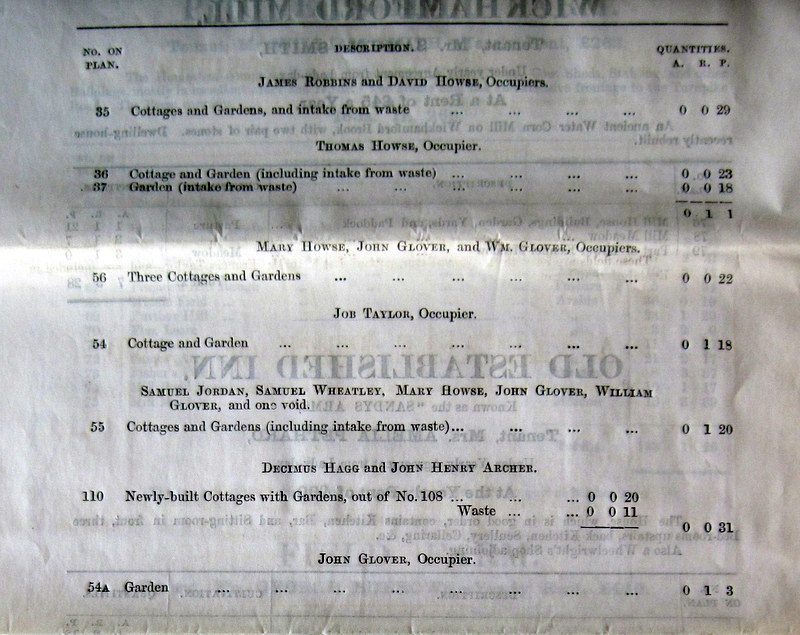 NO. ON DESCRIPTION. QUANTITIES.
PLAN. A. R. P.
JAMES ROBBINS and DAVID HOWSE, Occupiers.
35 Cottages and Gardens, and intake from waste ... ... ... ... 0 0 29
THOMAS HOWSE, Occupier.
36 Cottage and Garden (including intake from waste) ... ... ... ... 0 0 23
37 Garden (intake from waste) ... ... ... ... ... ... 0 0 18
0 1 1
MARY HOWSE, JOHN GLOVER, and WM. GLOVER, Occupiers.
56 Three Cottages and Gardens ... ... ... ... ... ... 0 0 22
JOB TAYLOR, Occupier.
54 Cottage and Garden ... ... ... ... ... ... ... 0 1 18
SAMUEL JORDAN, SAMUEL WHEATLEY, MARY HOWSE, JOHN GLOVER, WILLIAM
GLOVER, and one void.
55 Cottages and Gardens (including intake from waste)... ... ... ... 0 1 20
DECIMUS HAGG and JOHN HENRY ARCHER.
110 Newly-built Cottages with Gardens, out of No. 108 ... ... ... 0 0 20
Waste ... ... 0 0 11
0 0 31
JOHN GLOVER, Occupier.
54A Garden ... ... ... ... ... ... ... ... 0 1 3